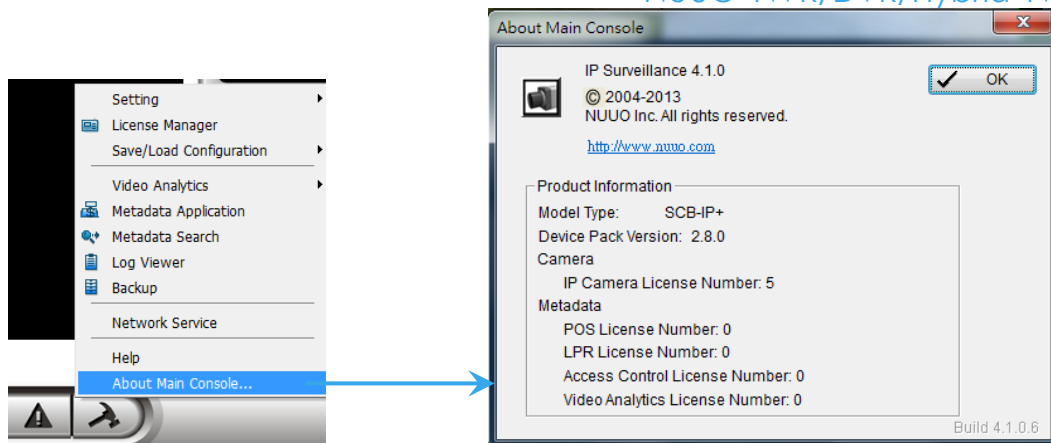 NUUO NVR/DVR/Hybrid
Setting
License Manager
Save/Load Configuration
Video Analytics
Metadata Application
Metadata Search
Log Viewer
Backup
Network Service
Help
About Main Console...
About Main Console
IP Surveillance 4.1.0
© 2004-2013
NUUO Inc. All rights reserved.
http://www.nuuo.com
OK
Product Information
Model Type: SCB-IP+
Device Pack Version: 2.8.0
Camera
IP Camera License Number: 5
Metadata
POS License Number: 0
LPR License Number: 0
Access Control License Number: 0
Video Analytics License Number: 0
Build 4.1.0.6